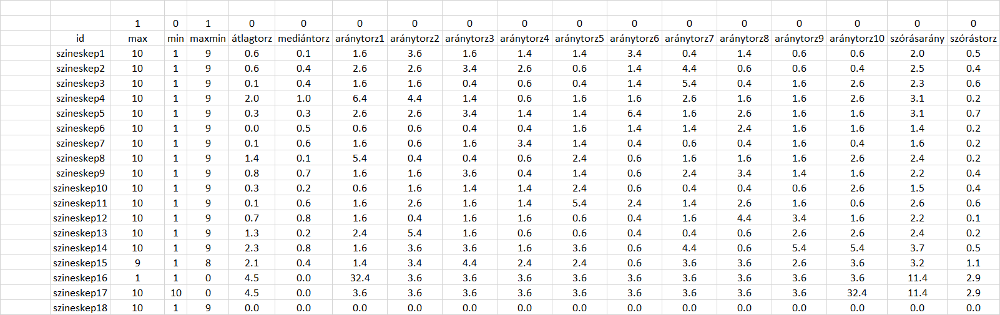 1 0 1 0 0 0 0 0 0 0 0 0 0 0 0 0 0
id max min maxmin átlagtorz mediántorz aránytorz1 aránytorz2 aránytorz3 aránytorz4 aránytorz5 aránytorz6 aránytorz7 aránytorz8 aránytorz9 aránytorz10 szórásarány szórástorz
szineskep1 10 1 9 0.6 0.1 1.6 3.6 1.6 1.4 1.4 3.4 0.4 1.4 0.6 0.6 2.0 0.5
szineskep2 10 1 9 0.6 0.4 2.6 2.6 3.4 2.6 0.6 1.4 4.4 0.6 0.6 0.4 2.5 0.4
szineskep3 10 1 9 0.1 0.4 1.6 1.6 0.4 0.6 0.4 1.4 5.4 0.4 1.6 2.6 2.3 0.6
szineskep4 10 1 9 2.0 1.0 6.4 4.4 1.4 0.6 1.6 1.6 2.6 1.6 1.6 2.6 3.1 0.2
szineskep5 10 1 9 0.3 0.3 2.6 2.6 3.4 1.4 1.4 6.4 1.6 2.6 1.6 1.6 3.1 0.7
szineskep6 10 1 9 0.0 0.5 0.6 0.6 0.4 0.4 1.6 1.4 1.4 2.4 1.6 1.6 1.4 0.2
szineskep7 10 1 9 0.1 0.6 1.6 0.6 1.6 3.4 1.4 0.4 0.6 0.4 1.6 0.4 1.6 0.2
szineskep8 10 1 9 1.4 0.1 5.4 0.4 0.4 0.6 2.4 0.6 1.6 1.6 1.6 2.6 2.4 0.2
szineskep9 10 1 9 0.8 0.7 1.6 1.6 3.6 0.4 1.4 0.6 2.4 3.4 1.4 1.6 2.2 0.4
szineskep10 10 1 9 0.3 0.2 0.6 1.6 1.4 1.4 2.4 0.6 0.4 0.4 0.6 2.6 1.5 0.4
szineskep11 10 1 9 0.1 0.6 1.6 2.6 1.6 1.4 5.4 2.4 1.4 2.6 1.6 0.6 2.6 0.6
szineskep12 10 1 9 0.7 0.8 1.6 0.4 1.6 1.6 0.6 0.4 1.6 4.4 3.4 1.6 2.2 0.1
szineskep13 10 1 9 1.3 0.2 2.4 5.4 1.6 0.6 0.6 0.4 0.4 0.6 2.6 2.6 2.4 0.2
szineskep14 10 1 9 2.3 0.8 1.6 3.6 3.6 1.6 3.6 0.6 4.4 0.6 5.4 5.4 3.7 0.5
szineskep15 9 1 8 2.1 0.4 1.4 3.4 4.4 2.4 2.4 0.6 3.6 3.6 2.6 3.6 3.2 1.1
szineskep16 1 1 0 4.5 0.0 32.4 3.6 3.6 3.6 3.6 3.6 3.6 3.6 3.6 3.6 11.4 2.9
szineskep17 10 10 0 4.5 0.0 3.6 3.6 3.6 3.6 3.6 3.6 3.6 3.6 3.6 32.4 11.4 2.9
szineskep18 10 1 9 0.0 0.0 0.0 0.0 0.0 0.0 0.0 0.0 0.0 0.0 0.0 0.0 0.0 0.0